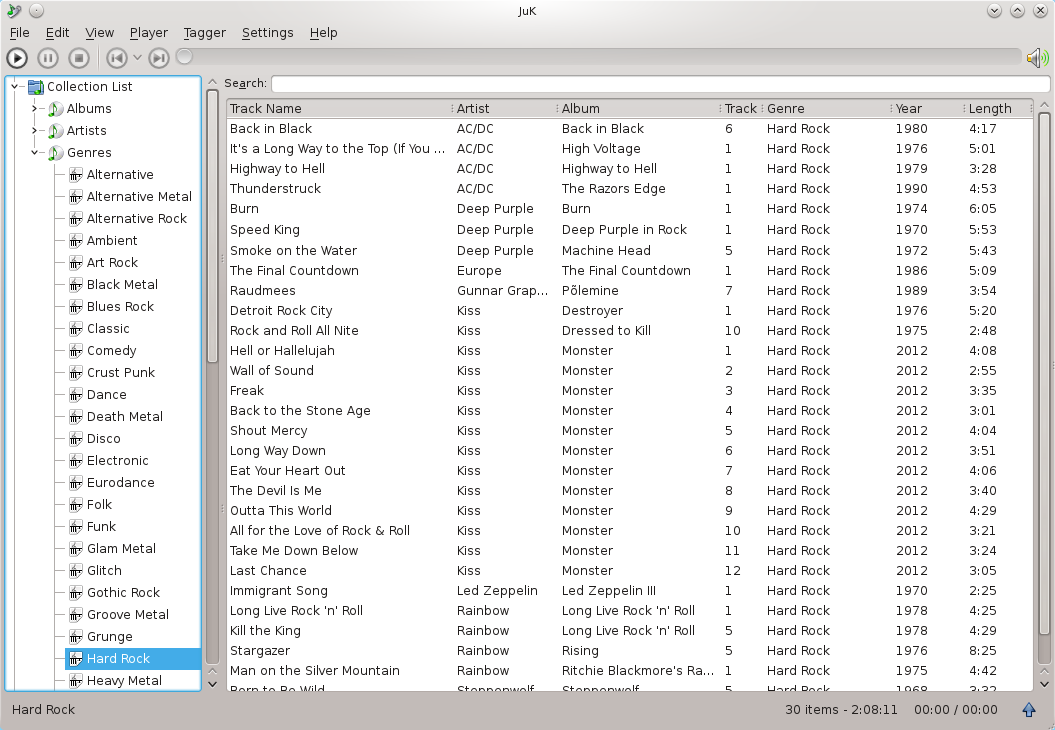 JuK
File Edit View Player Tagger Settings Help
Search:
Collection List
Albums
Artists
Genres
Alternative
Alternative Metal
Alternative Rock
Ambient
Art Rock
Black Metal
Blues Rock
Classic
Comedy
Crust Punk
Dance
Death Metal
Disco
Electronic
Eurodance
Folk
Funk
Glam Metal
Glitch
Gothic Rock
Groove Metal
Grunge
Hard Rock
Heavy Metal
Track Name Artist Album Track Genre Year Length
Back in Black AC/DC Back in Black 6 Hard Rock 1980 4:17
It's a Long Way to the Top (If You ... AC/DC High Voltage 1 Hard Rock 1976 5:01
Highway to Hell AC/DC Highway to Hell 1 Hard Rock 1979 3:28
Thunderstruck AC/DC The Razors Edge 1 Hard Rock 1990 4:53
Burn Deep Purple Burn 1 Hard Rock 1974 6:05
Speed King Deep Purple Deep Purple in Rock 1 Hard Rock 1970 5:53
Smoke on the Water Deep Purple Machine Head 5 Hard Rock 1972 5:43
The Final Countdown Europe The Final Countdown 1 Hard Rock 1986 5:09
Raudmees Gunnar Grap... Põlemine 7 Hard Rock 1989 3:54
Detroit Rock City Kiss Destroyer 1 Hard Rock 1976 5:20
Rock and Roll All Nite Kiss Dressed to Kill 10 Hard Rock 1975 2:48
Hell or Hallelujah Kiss Monster 1 Hard Rock 2012 4:08
Wall of Sound Kiss Monster 2 Hard Rock 2012 2:55
Freak Kiss Monster 3 Hard Rock 2012 3:35
Back to the Stone Age Kiss Monster 4 Hard Rock 2012 3:01
Shout Mercy Kiss Monster 5 Hard Rock 2012 4:04
Long Way Down Kiss Monster 6 Hard Rock 2012 3:51
Eat Your Heart Out Kiss Monster 7 Hard Rock 2012 4:06
The Devil Is Me Kiss Monster 8 Hard Rock 2012 3:40
Outta This World Kiss Monster 9 Hard Rock 2012 4:29
All for the Love of Rock & Roll Kiss Monster 10 Hard Rock 2012 3:21
Take Me Down Below Kiss Monster 11 Hard Rock 2012 3:24
Last Chance Kiss Monster 12 Hard Rock 2012 3:05
Immigrant Song Led Zeppelin Led Zeppelin III 1 Hard Rock 1970 2:25
Long Live Rock 'n' Roll Rainbow Long Live Rock 'n' Roll 1 Hard Rock 1978 4:25
Kill the King Rainbow Long Live Rock 'n' Roll 5 Hard Rock 1978 4:29
Stargazer Rainbow Rising 5 Hard Rock 1976 8:25
Man on the Silver Mountain Rainbow Ritchie Blackmore's Ra... 1 Hard Rock 1975 4:42
Born to Be Wild Steppenwolf Steppenwolf 5 Hard Rock 1968 3:32
Hard Rock 30 items - 2:08:11 00:00 / 00:00